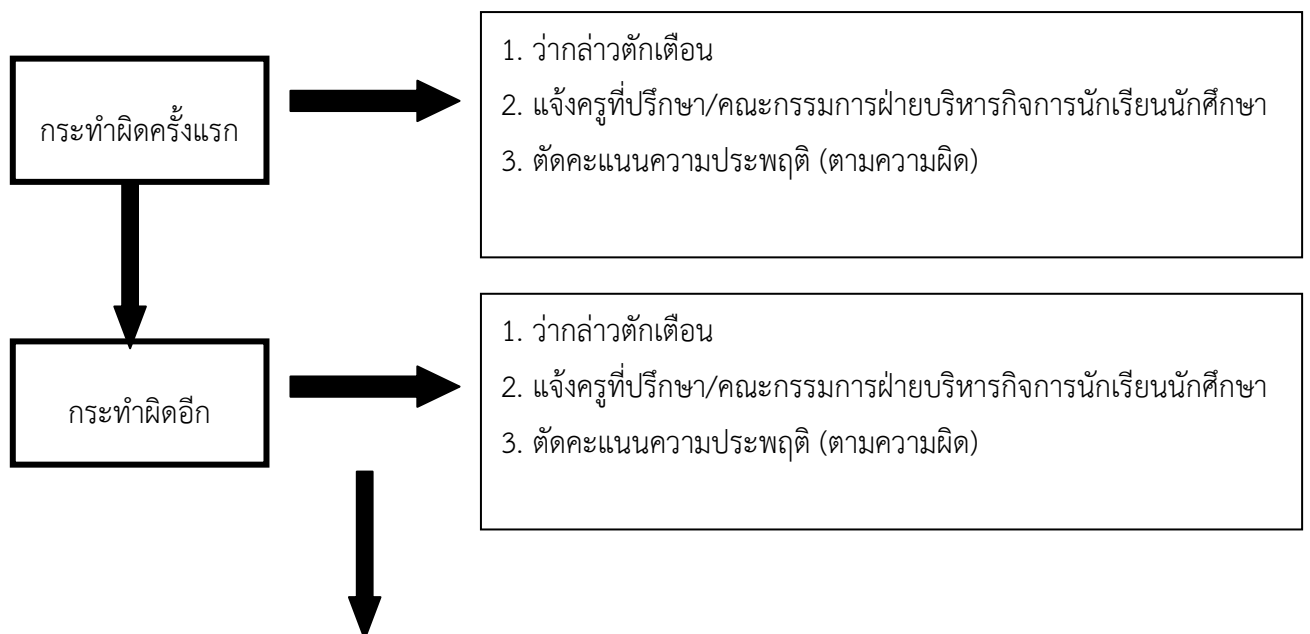 กระทำผิดครั้งแรก
1. ว่ากล่าวตักเตือน
2. แจ้งครูที่ปรึกษา/คณะกรรมการฝ่ายบริหารกิจการนักเรียนนักศึกษา
3. ตัดคะแนนความประพฤติ (ตามความผิด)
กระทำผิดอีก
1. ว่ากล่าวตักเตือน
2. แจ้งครูที่ปรึกษา/คณะกรรมการฝ่ายบริหารกิจการนักเรียนนักศึกษา
3. ตัดคะแนนความประพฤติ (ตามความผิด)